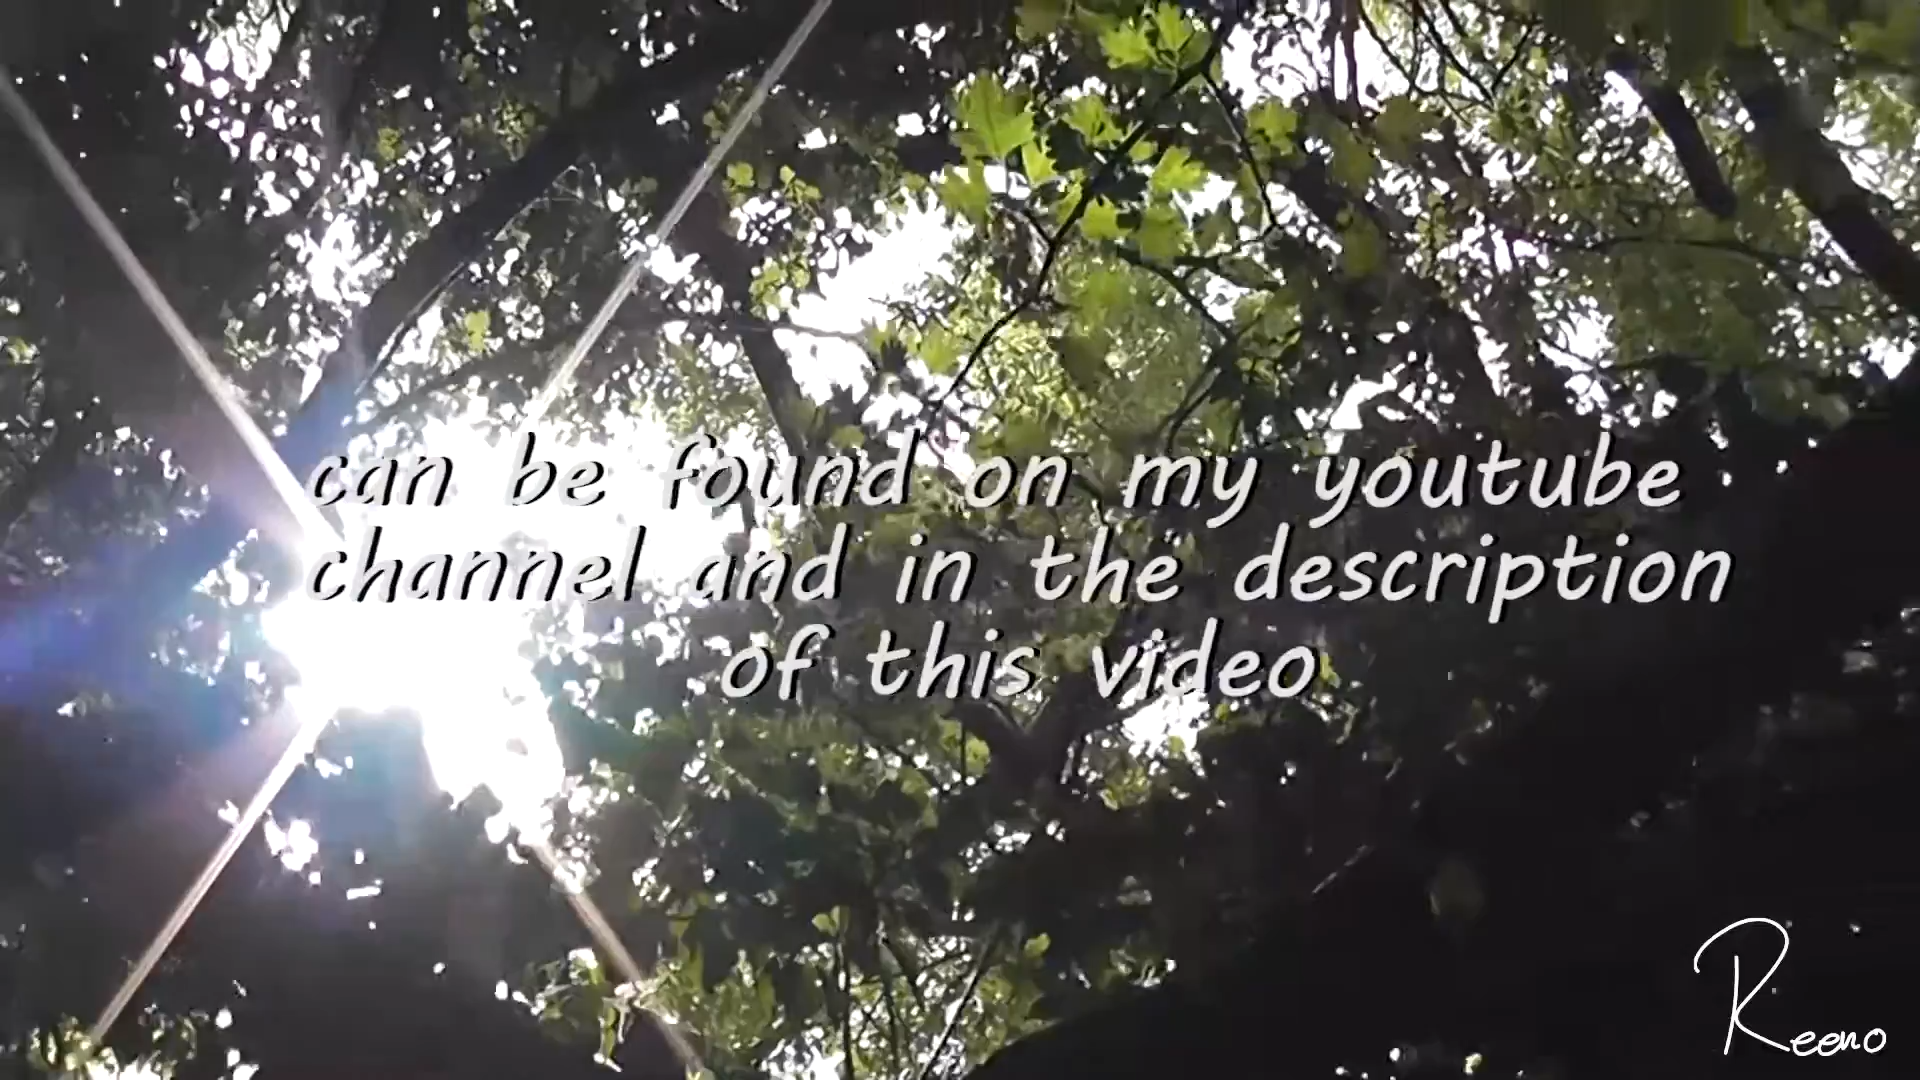 can be found on my youtube
channel and in the description
of this video
Reeno